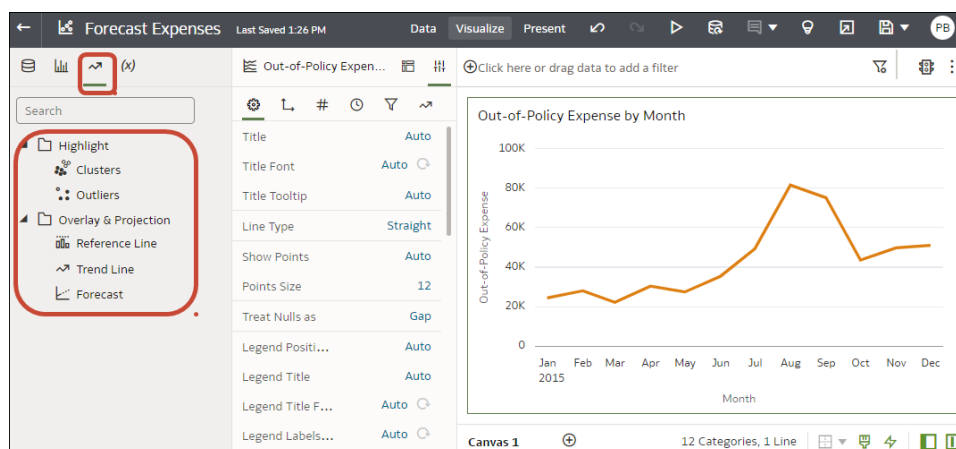 Forecast Expenses Last Saved 1:26 PM Data Visualize Present PB
(x)
Search
Highlight
Clusters
Outliers
Overlay & Projection
Reference Line
Trend Line
Forecast
Out-of-Policy Expen...
#
Title Auto
Title Font Auto
Title Tooltip Auto
Line Type Straight
Show Points Auto
Points Size 12
Treat Nulls as Gap
Legend Positi... Auto
Legend Title Auto
Legend Title F... Auto
Legend Labels... Auto
Click here or drag data to add a filter
Out-of-Policy Expense by Month
Out-of-Policy Expense
100K
80K
60K
40K
20K
0
Jan Feb Mar Apr May Jun Jul Aug Sep Oct Nov Dec
2015
Month
Canvas 1 12 Categories, 1 Line